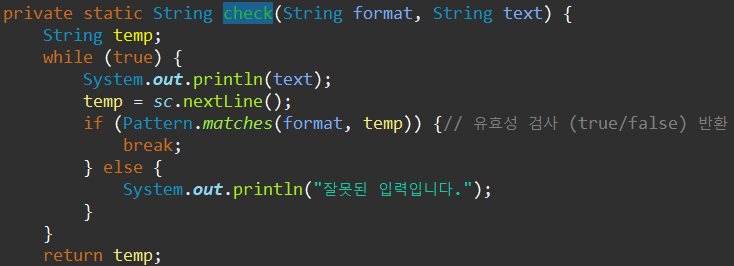 private static String check(String format, String text) {
    String temp;
    while (true) {
        System.out.println(text);
        temp = sc.nextLine();
        if (Pattern.matches(format, temp)) {// 유효성 검사 (true/false) 반환
            break;
        } else {
            System.out.println("잘못된 입력입니다.");
        }
    }
    return temp;